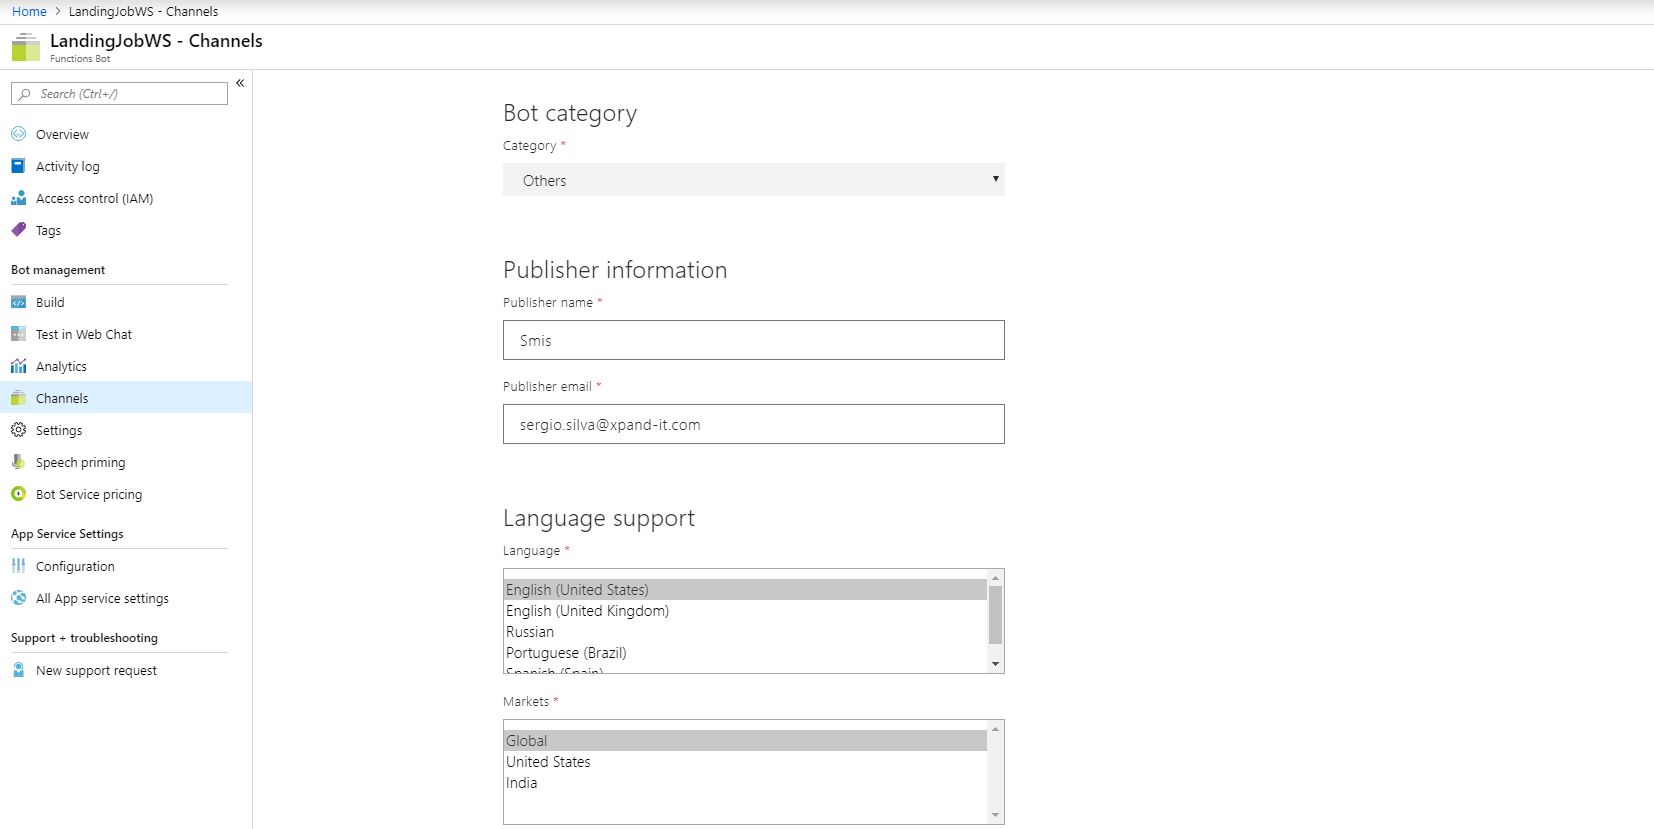 Home > LandingJobWS - Channels
LandingJobWS - Channels
Functions Bot
Search (Ctrl+/)
«
Overview
Activity log
Access control (IAM)
Tags
Bot management
Build
Test in Web Chat
Analytics
Channels
Settings
Speech priming
Bot Service pricing
App Service Settings
Configuration
All App service settings
Support + troubleshooting
New support request
Bot category
Category *
Others
Publisher information
Publisher name *
Smis
Publisher email *
sergio.silva@xpand-it.com
Language support
Language *
English (United States)
English (United Kingdom)
Russian
Portuguese (Brazil)
Spanish (Spain)
Markets *
Global
United States
India